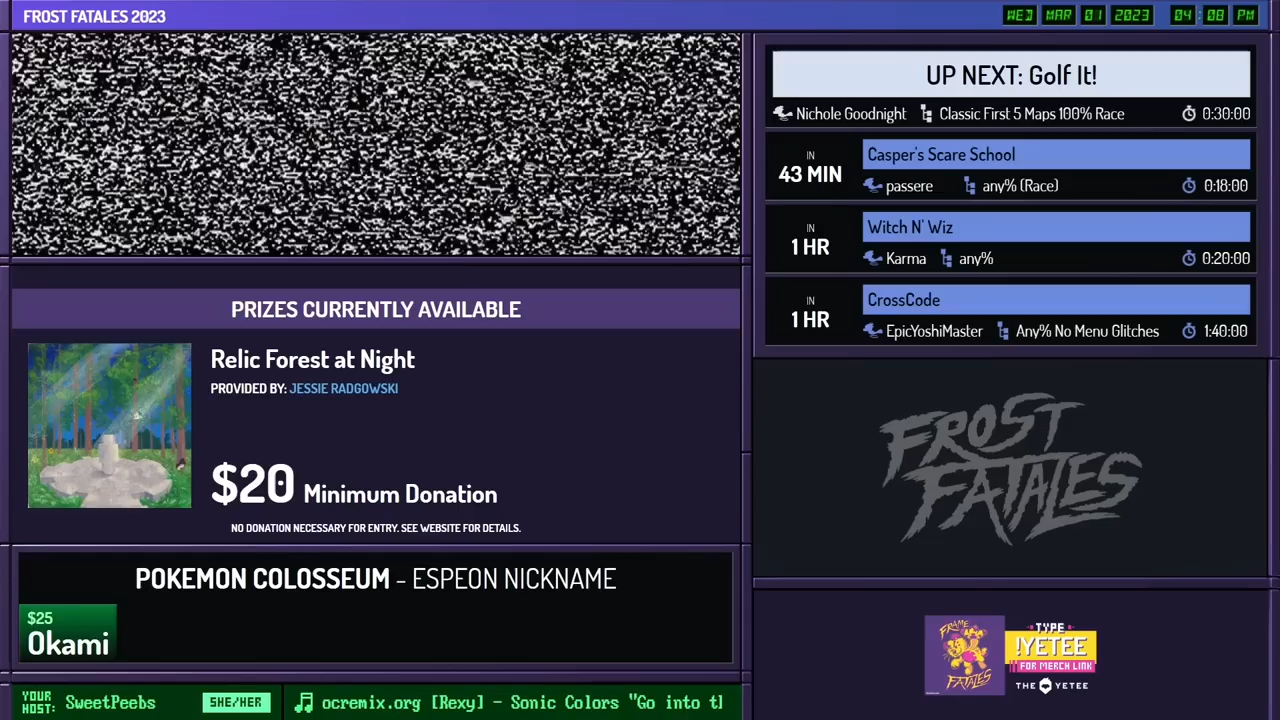 FROST FATALES 2023
WED MAR 01 2023 04:08 PM
UP NEXT: Golf It!
Nichole Goodnight Classic First 5 Maps 100% Race 0:30:00
IN
43 MIN
Casper's Scare School
passere any% (Race) 0:18:00
IN
1 HR
Witch N' Wiz
Karma any% 0:20:00
IN
1 HR
CrossCode
EpicYoshiMaster Any% No Menu Glitches 1:40:00
PRIZES CURRENTLY AVAILABLE
Relic Forest at Night
PROVIDED BY: JESSIE RADGOWSKI
$20 Minimum Donation
NO DONATION NECESSARY FOR ENTRY. SEE WEBSITE FOR DETAILS.
FROST
FATALES
POKEMON COLOSSEUM - ESPEON NICKNAME
$25
Okami
FRAME
FATALES
TYPE
!YETEE
FOR MERCH LINK
THE YETEE
YOUR
HOST: SweetPeebs SHE/HER
ocremix.org [Rexy] - Sonic Colors "Go into